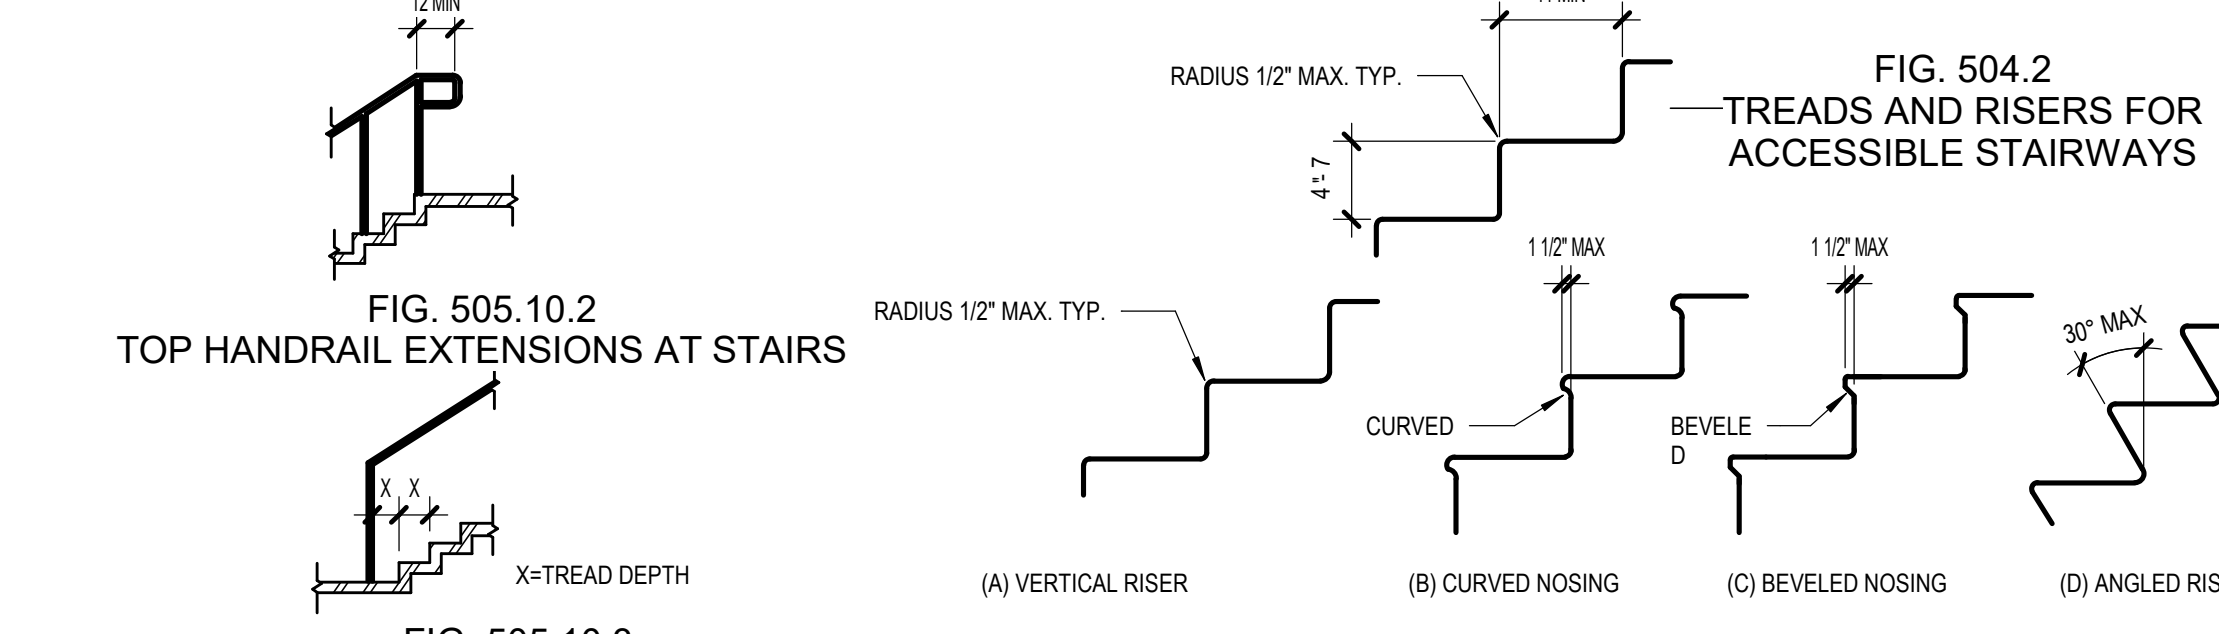 12 MIN
FIG. 505.10.2
TOP HANDRAIL EXTENSIONS AT STAIRS
X X
X=TREAD DEPTH
RADIUS 1/2" MAX. TYP.
4"- 7
FIG. 504.2
TREADS AND RISERS FOR
ACCESSIBLE STAIRWAYS
RADIUS 1/2" MAX. TYP.
1 1/2" MAX
CURVED
1 1/2" MAX
BEVELE
D
30° MAX
(A) VERTICAL RISER
(B) CURVED NOSING
(C) BEVELED NOSING
(D) ANGLED RIS